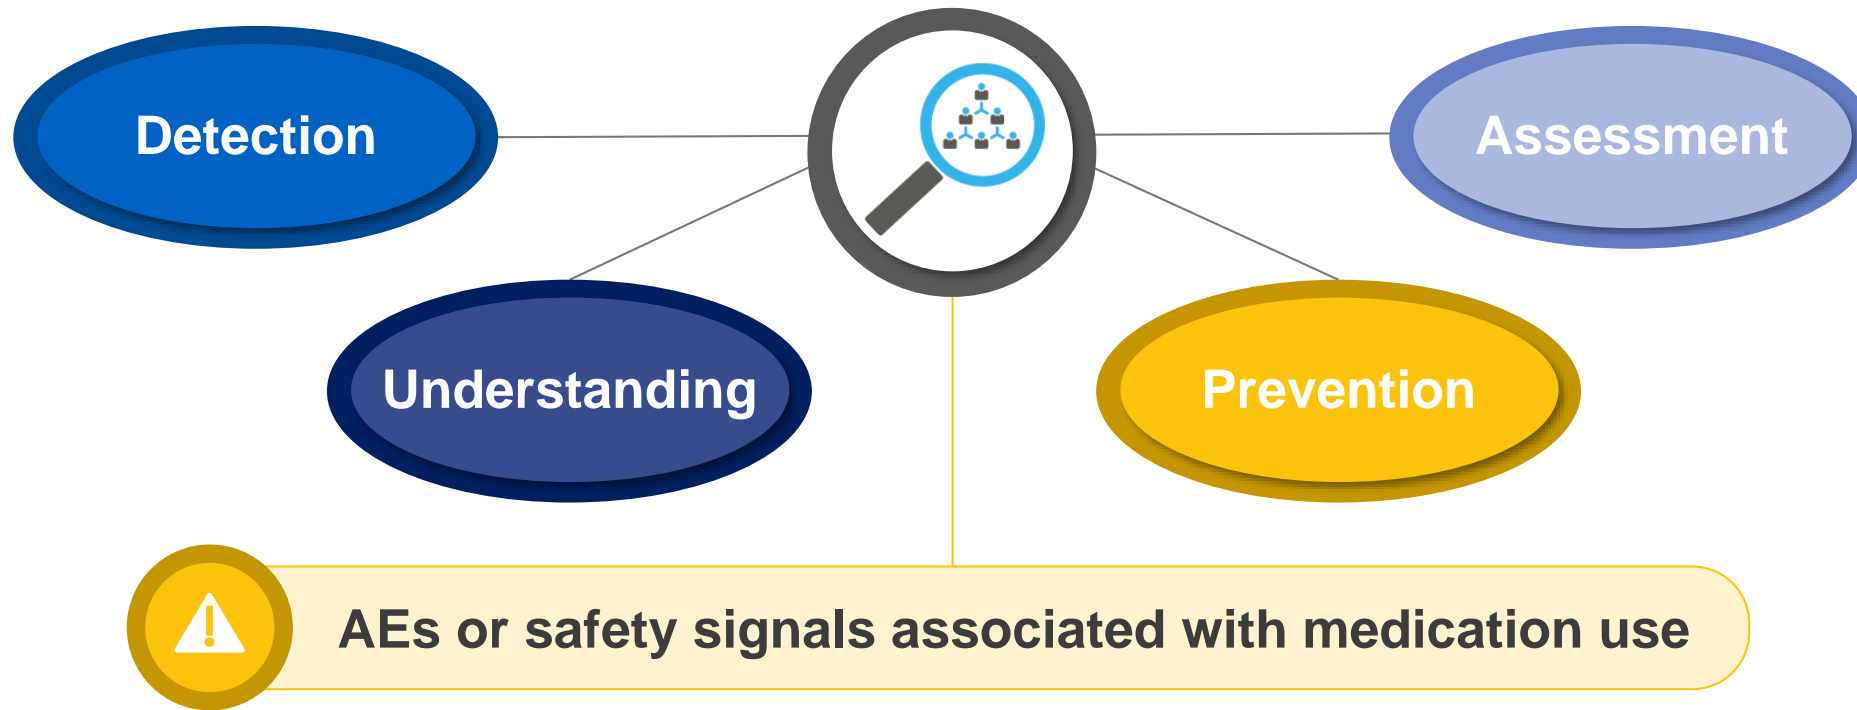 Detection
Assessment
Understanding
Prevention
AEs or safety signals associated with medication use